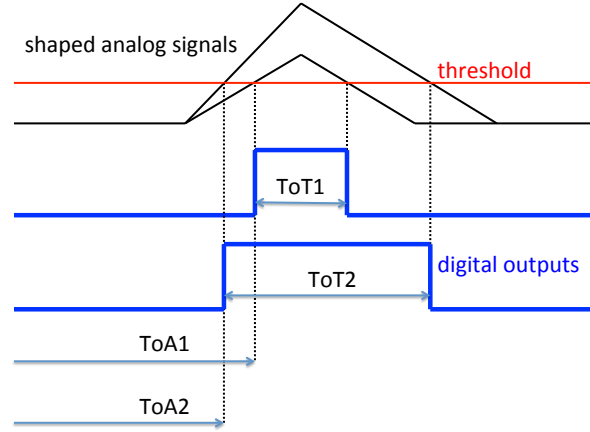 shaped analog signals
threshold
ToT1
digital outputs
ToT2
ToA1
ToA2